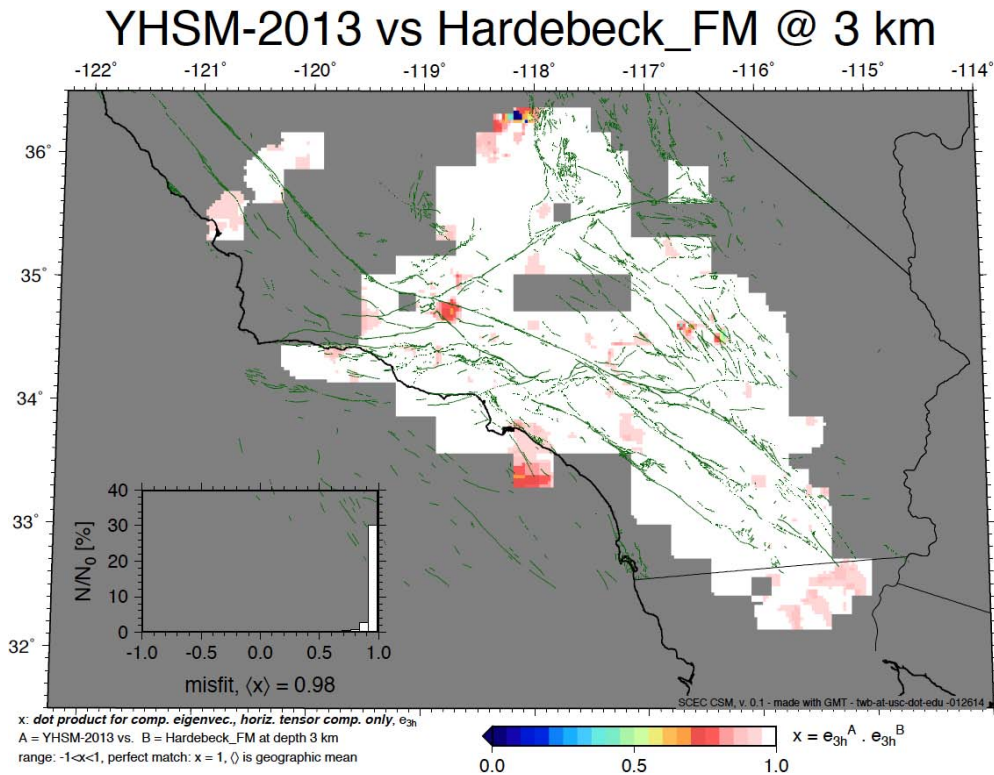 YHSM-2013 vs Hardebeck_FM @ 3 km
-122° -121° -120° -119° -118° -117° -116° -115° -114°
36°
35°
34°
33°
32°
40
30
20
10
0
N/N0 [%]
-1.0 -0.5 0.0 0.5 1.0
misfit, ⟨x⟩ = 0.98
SCEC CSM, v. 0.1 - made with GMT - twb-at-usc-dot-edu -012614
x: dot product for comp. eigenvec., horiz. tensor comp. only, e3h
A = YHSM-2013 vs. B = Hardebeck_FM at depth 3 km
range: -1<x<1, perfect match: x = 1, ⟨⟩ is geographic mean
0.0 0.5 1.0
x = e3h^A . e3h^B